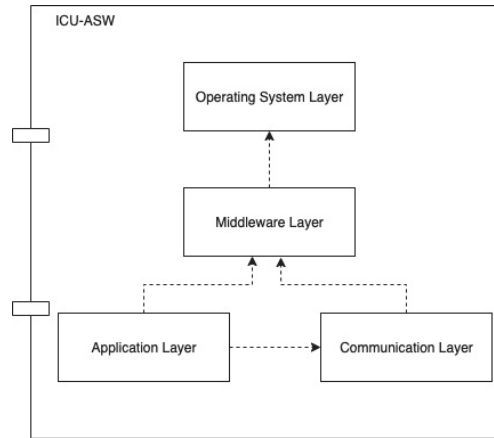 ICU-ASW
Operating System Layer
Middleware Layer
Application Layer
Communication Layer